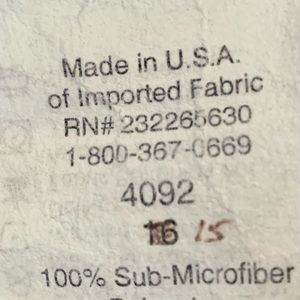 Made in U.S.A.
of Imported Fabric
RN# 232265630
1-800-367-0669
4092
16 15
100% Sub-Microfiber